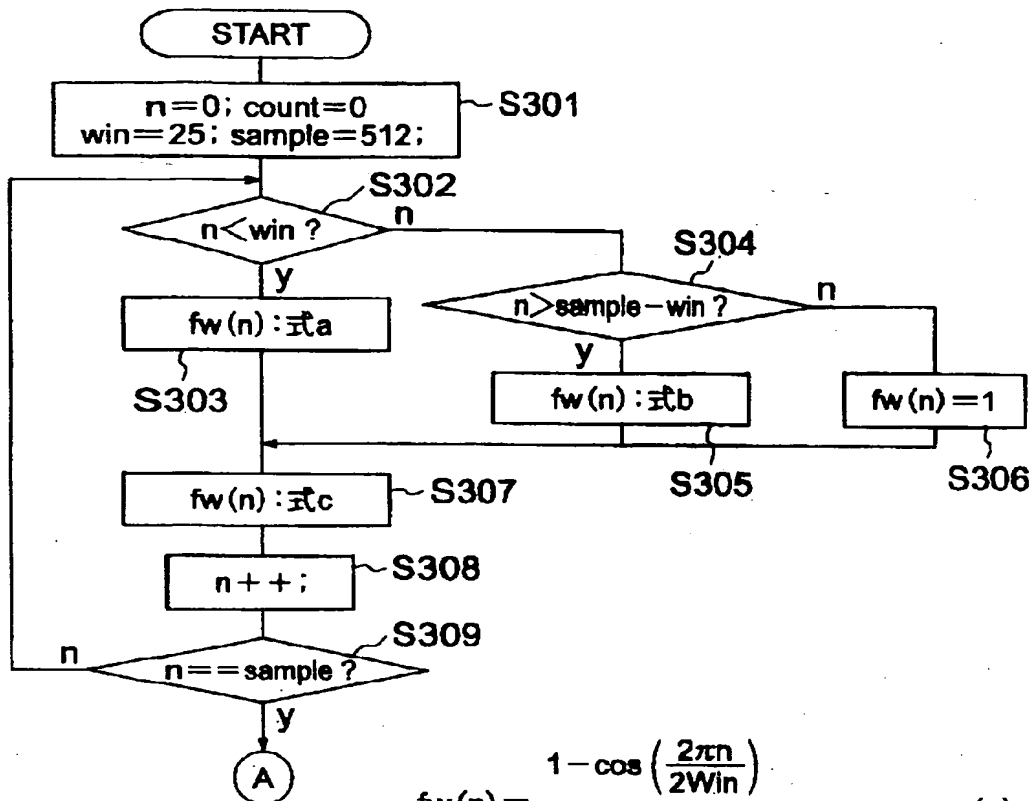 START
n=0; count=0
win=25; sample=512;
S301
S302
n<win ?
n
y
S304
n>sample-win ?
n
y
fw(n):式a
S303
fw(n):式b
S305
fw(n)=1
S306
fw(n):式c
S307
n++;
S308
S309
n==sample ?
n
y
A
1-cos(2πn/2Win)
fw(n)=